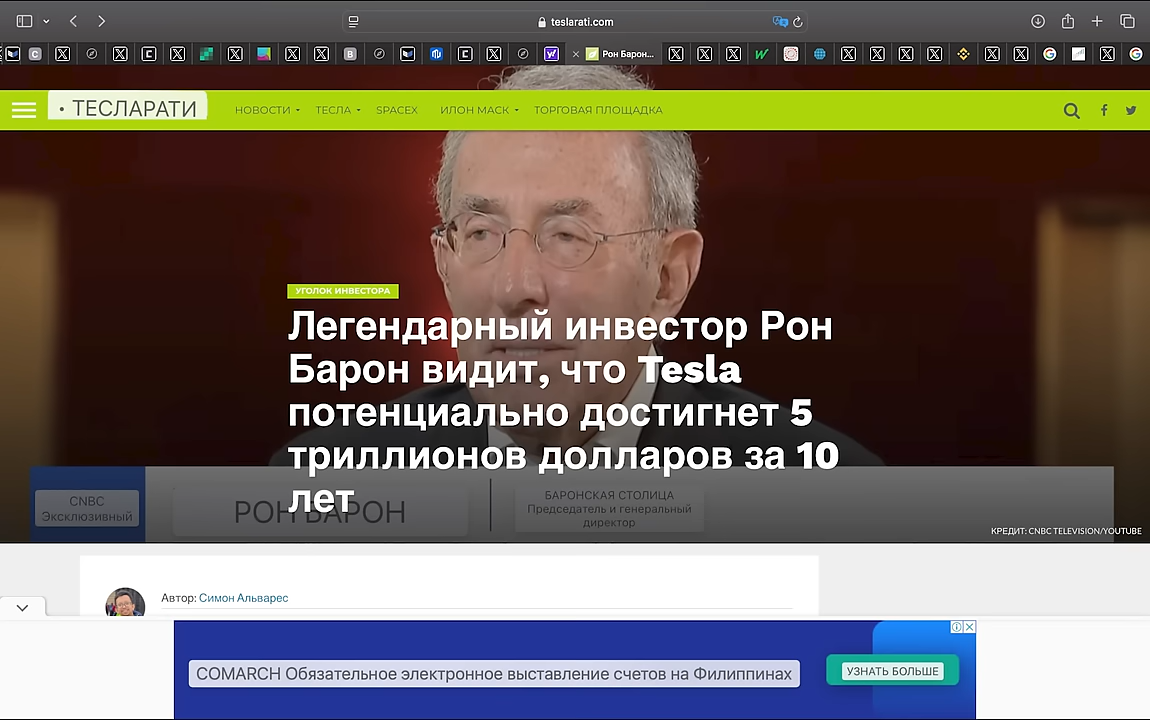 teslarati.com
Рон Барон...
• ТЕСЛАРАТИ
НОВОСТИ
ТЕСЛА
SPACEX
ИЛОН МАСК
ТОРГОВАЯ ПЛОЩАДКА
УГОЛОК ИНВЕСТОРА
Легендарный инвестор Рон
Барон видит, что Tesla
потенциально достигнет 5
триллионов долларов за 10
лет
CNBC
Эксклюзивный
РОН БАРОН
БАРОНСКАЯ СТОЛИЦА
Председатель и генеральный
директор
КРЕДИТ: CNBC TELEVISION/YOUTUBE
Автор: Симон Альварес
COMARCH Обязательное электронное выставление счетов на Филиппинах
УЗНАТЬ БОЛЬШЕ